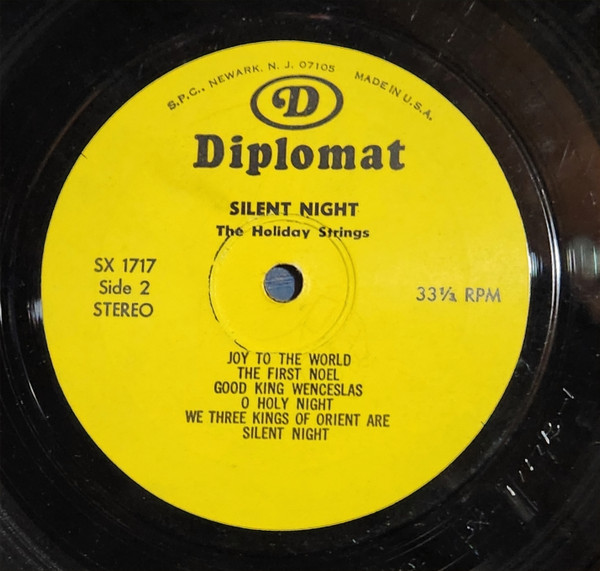 S.P.C., NEWARK, N. J. 07105 MADE IN U.S.A.
D
Diplomat
SILENT NIGHT
The Holiday Strings
SX 1717
Side 2
STEREO
33⅓ RPM
JOY TO THE WORLD
THE FIRST NOEL
GOOD KING WENCESLAS
O HOLY NIGHT
WE THREE KINGS OF ORIENT ARE
SILENT NIGHT